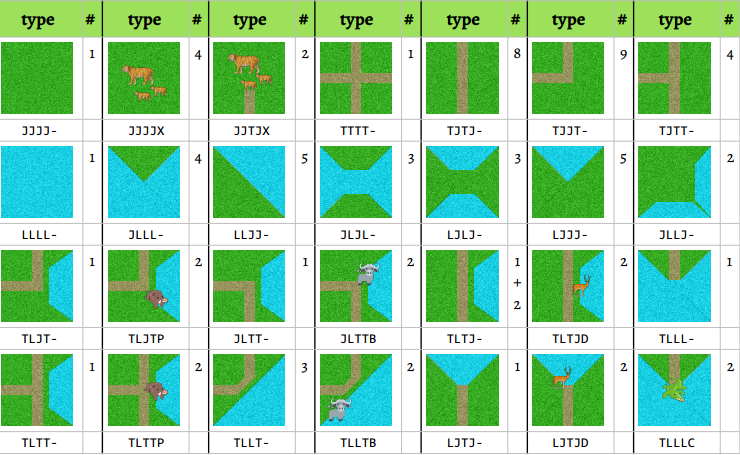 type # type # type # type # type # type # type #
1 4 2 1 8 9 4
JJJJ- JJJJX JJTJX TTTT- TJTJ- TJJT- TJTT-
1 4 5 3 3 5 2
LLLL- JLLL- LLJJ- JLJL- LJLJ- LJJJ- JLLJ-
1 2 1 2 1 2 1
+
2
TLJT- TLJTP JLTT- JLTTB TLTJ- TLTJD TLLL-
1 2 3 2 1 2 2
TLTT- TLTTP TLLT- TLLTB LJTJ- LJTJD TLLLC